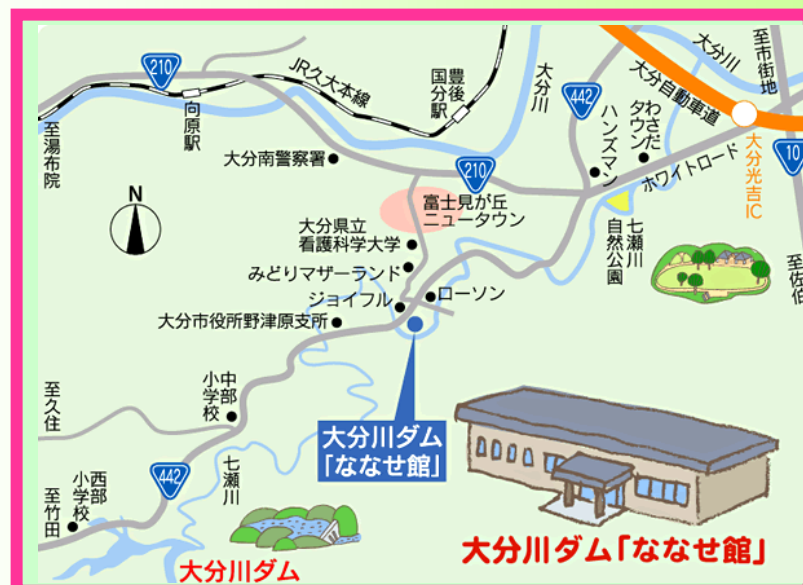 210
JR久大本線
向原駅
豊後
国分駅
大分川
442
ハンズマン
わさだ
タウン
大分自動車道
大分川
至市街地
10
大分光吉IC
ホワイトロード
至湯布院
大分南警察署
210
富士見が丘
ニュータウン
N
大分県立
看護科学大学
みどりマザーランド
ジョイフル
ローソン
大分市役所野津原支所
七瀬川
自然公園
至佐伯
至久住
中部
小学校
大分川ダム
「ななせ館」
442
七瀬川
西部
小学校
至竹田
大分川ダム
大分川ダム「ななせ館」